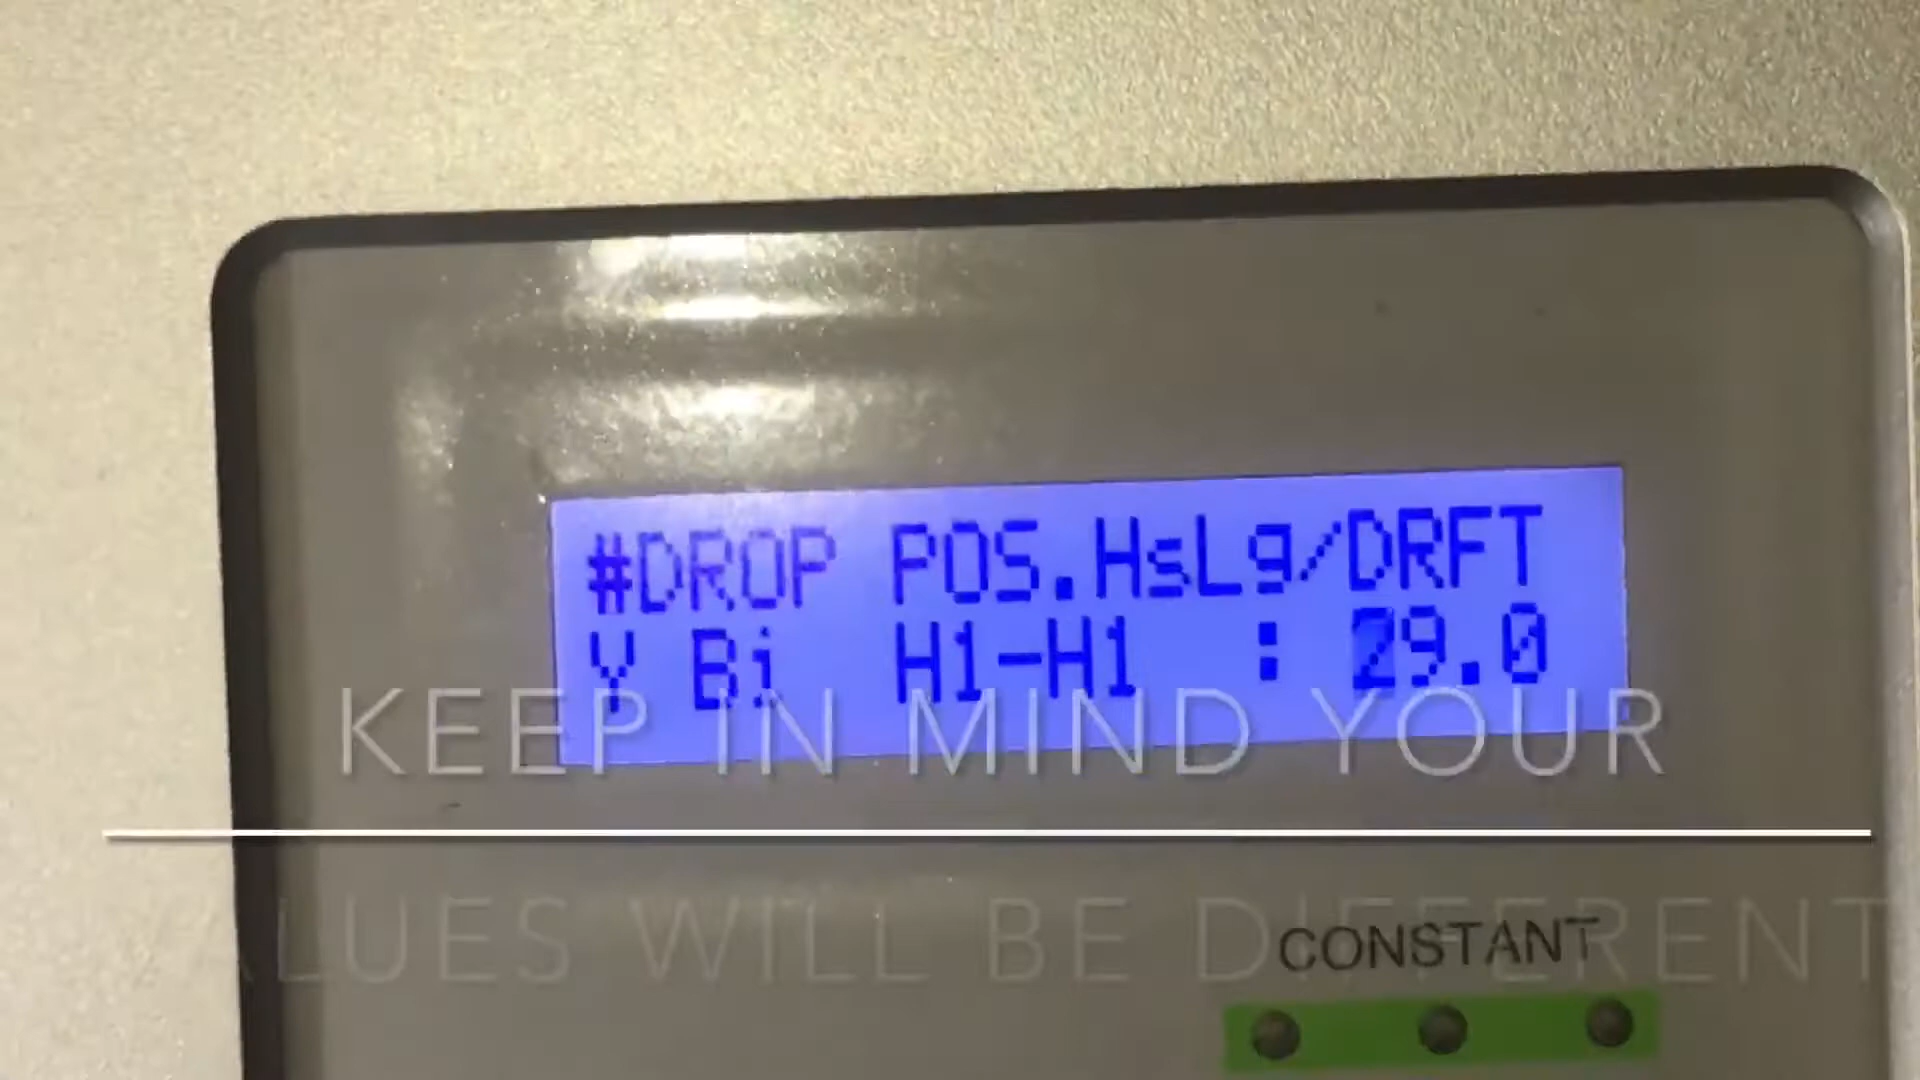 #DROP POS.HsLg/DRFT
Y Bi H1-H1 : 29.0
KEEP IN MIND YOUR
VALUES WILL BE DIFFERENT
CONSTANT